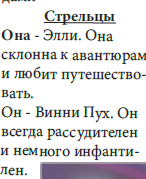 Стрельцы
Она - Элли. Она
склонна к авантюрам
и любит путешество-
вать.
Он - Винни Пух. Он
всегда рассудителен
и немного инфанти-
лен.